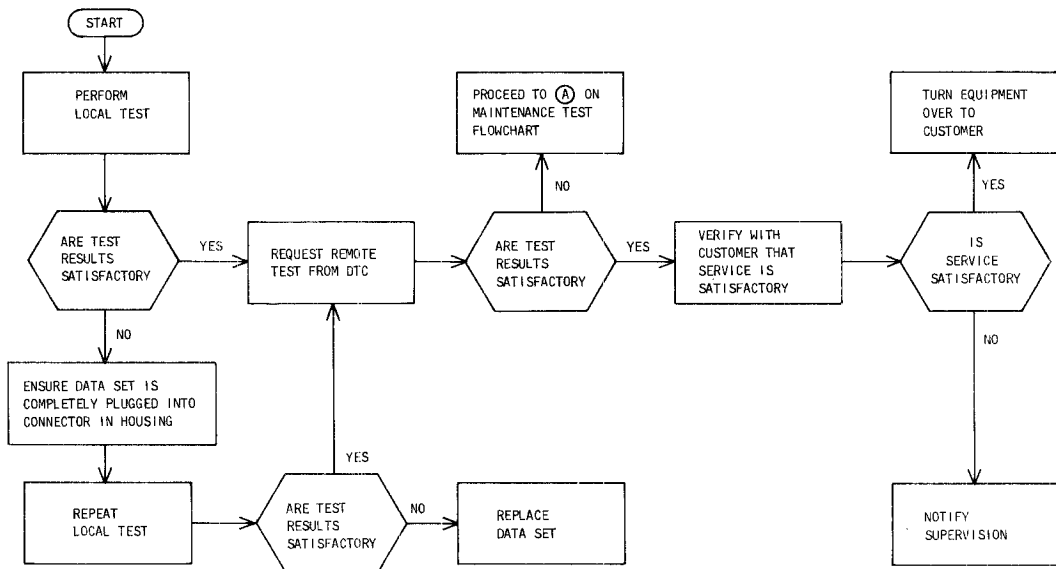 START
PERFORM
LOCAL TEST
ARE TEST
RESULTS
SATISFACTORY
YES
NO
ENSURE DATA SET IS
COMPLETELY PLUGGED INTO
CONNECTOR IN HOUSING
REPEAT
LOCAL TEST
ARE TEST
RESULTS
SATISFACTORY
YES
NO
REPLACE
DATA SET
REQUEST REMOTE
TEST FROM DTC
ARE TEST
RESULTS
SATISFACTORY
NO
PROCEED TO A ON
MAINTENANCE TEST
FLOWCHART
YES
VERIFY WITH
CUSTOMER THAT
SERVICE IS
SATISFACTORY
IS
SERVICE
SATISFACTORY
YES
TURN EQUIPMENT
OVER TO
CUSTOMER
NO
NOTIFY
SUPERVISION